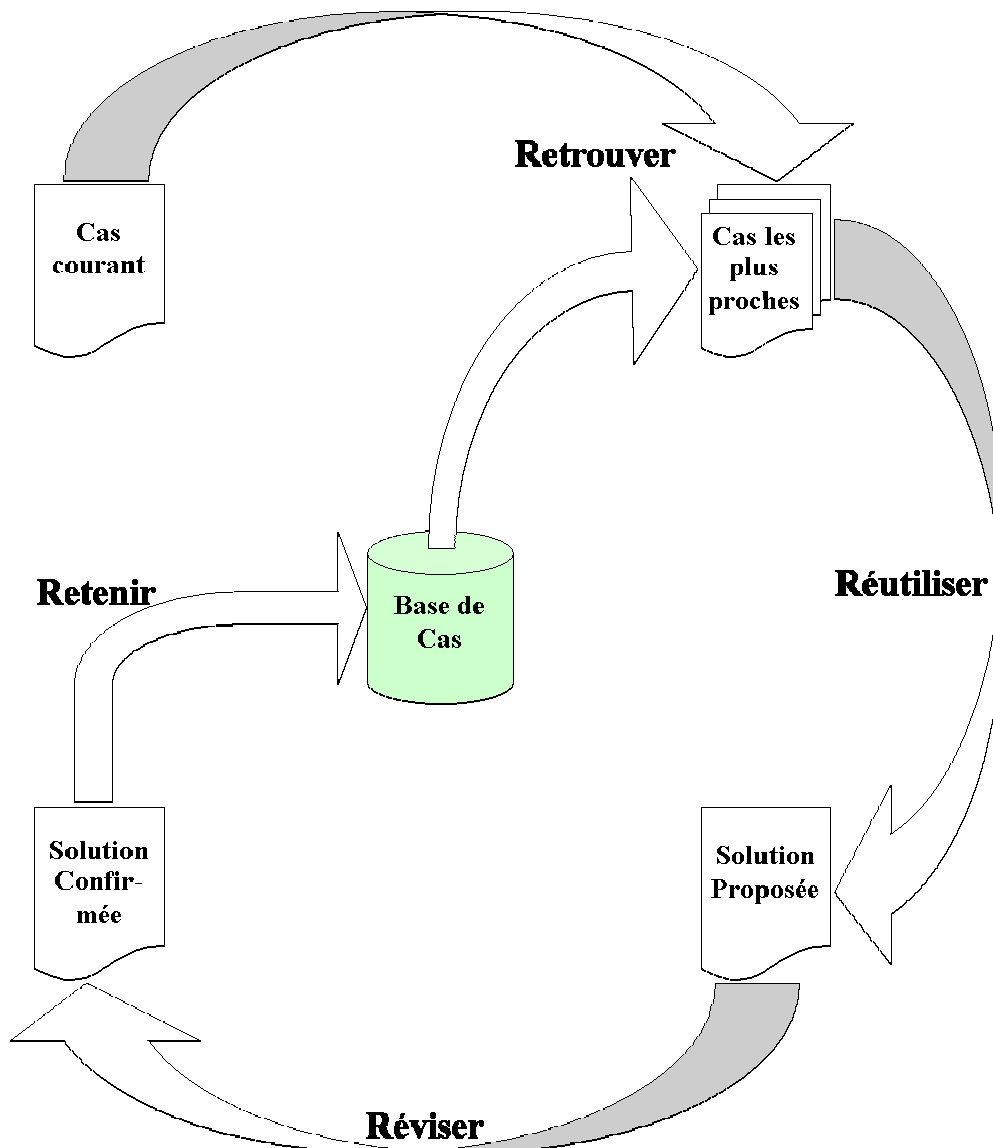 Retrouver
Cas
courant
Cas les
plus
proches
Retenir
Base de
Cas
Réutiliser
Solution
Confir-
mée
Solution
Proposée
Réviser